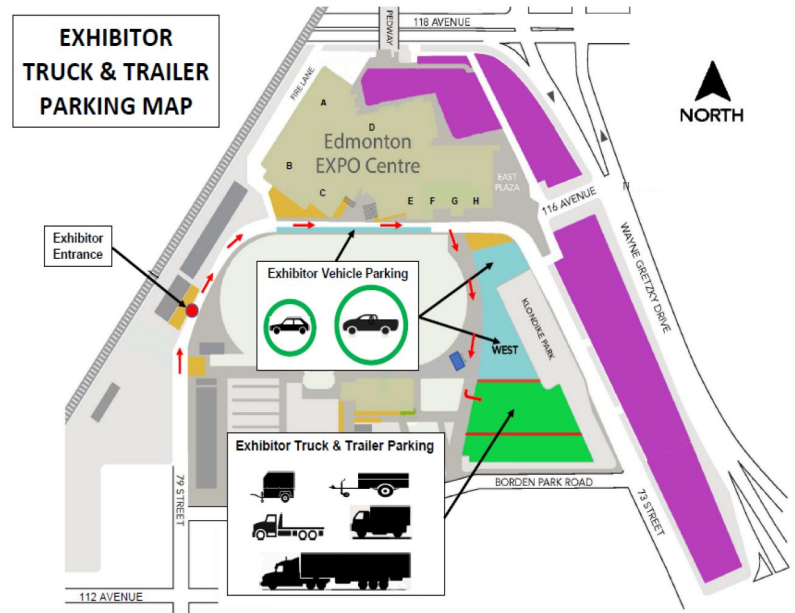 EXHIBITOR
TRUCK & TRAILER
PARKING MAP
118 AVENUE
PEDWAY
NORTH
FIRE LANE
A
D
Edmonton
EXPO Centre
B
C
E F G H
EAST
PLAZA
116 AVENUE
WAYNE GRETZKY DRIVE
Exhibitor
Entrance
Exhibitor Vehicle Parking
KLONDIKE PARK
WEST
Exhibitor Truck & Trailer Parking
79 STREET
BORDEN PARK ROAD
73 STREET
112 AVENUE